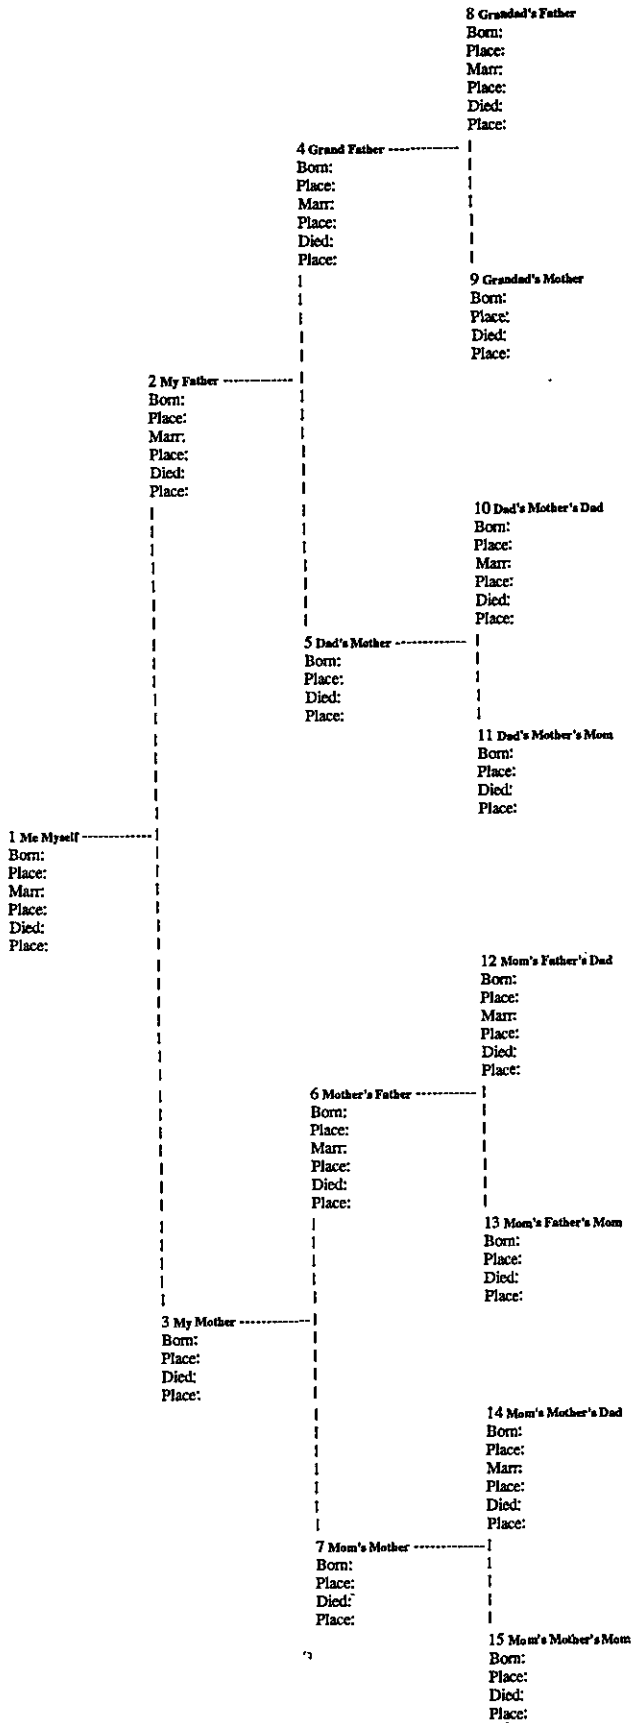 8 Grandad's Father
Born:
Place:
Marr:
Place:
Died:
Place:
4 Grand Father
Born:
Place:
Marr:
Place:
Died:
Place:
9 Grandad's Mother
Born:
Place:
Died:
Place:
2 My Father
Born:
Place:
Marr:
Place:
Died:
Place:
10 Dad's Mother's Dad
Born:
Place:
Marr:
Place:
Died:
Place:
5 Dad's Mother
Born:
Place:
Died:
Place:
11 Dad's Mother's Mom
Born:
Place:
Died:
Place:
1 Me Myself
Born:
Place:
Marr:
Place:
Died:
Place:
12 Mom's Father's Dad
Born:
Place:
Marr:
Place:
Died:
Place:
6 Mother's Father
Born:
Place:
Marr:
Place:
Died:
Place:
13 Mom's Father's Mom
Born:
Place:
Died:
Place:
3 My Mother
Born:
Place:
Died:
Place:
14 Mom's Mother's Dad
Born:
Place:
Marr:
Place:
Died:
Place:
7 Mom's Mother
Born:
Place:
Died:
Place:
15 Mom's Mother's Mom
Born:
Place:
Died:
Place: